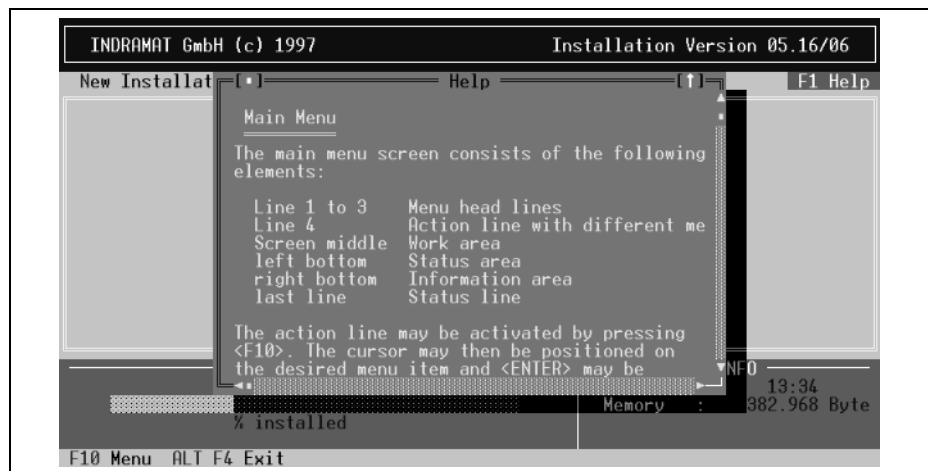 INDRAMAT GmbH (c) 1997 Installation Version 05.16/06
New Installat [▪] Help [↑] F1 Help
Main Menu
The main menu screen consists of the following
elements:
Line 1 to 3 Menu head lines
Line 4 Action line with different me
Screen middle Work area
left bottom Status area
right bottom Information area
last line Status line
The action line may be activated by pressing
<F10>. The cursor may then be positioned on
the desired menu item and <ENTER> may be
NFO
13:34
Memory : 382.968 Byte
% installed
F10 Menu ALT F4 Exit